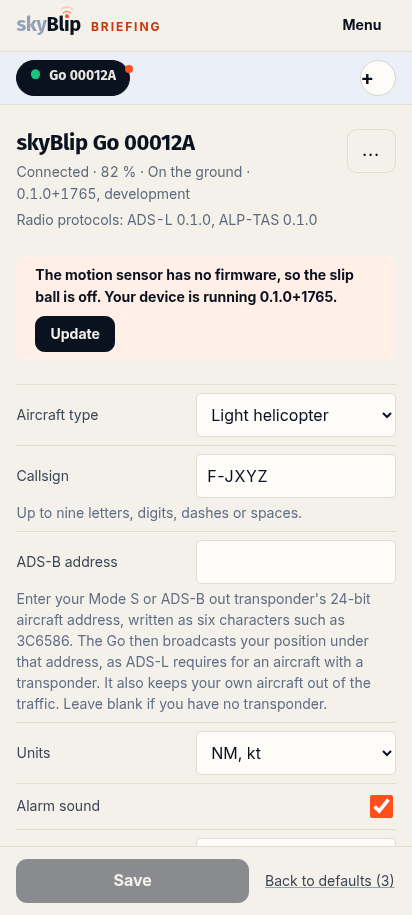 skyBlip BRIEFING
Menu
Go 00012A
+
skyBlip Go 00012A
...
Connected · 82 % · On the ground ·
0.1.0+1765, development
Radio protocols: ADS-L 0.1.0, ALP-TAS 0.1.0
The motion sensor has no firmware, so the slip
ball is off. Your device is running 0.1.0+1765.
Update
Aircraft type
Light helicopter
Callsign
F-JXYZ
Up to nine letters, digits, dashes or spaces.
ADS-B address
Enter your Mode S or ADS-B out transponder's 24-bit
aircraft address, written as six characters such as
3C6586. The Go then broadcasts your position under
that address, as ADS-L requires for an aircraft with a
transponder. It also keeps your own aircraft out of the
traffic. Leave blank if you have no transponder.
Units
NM, kt
Alarm sound
Save
Back to defaults (3)